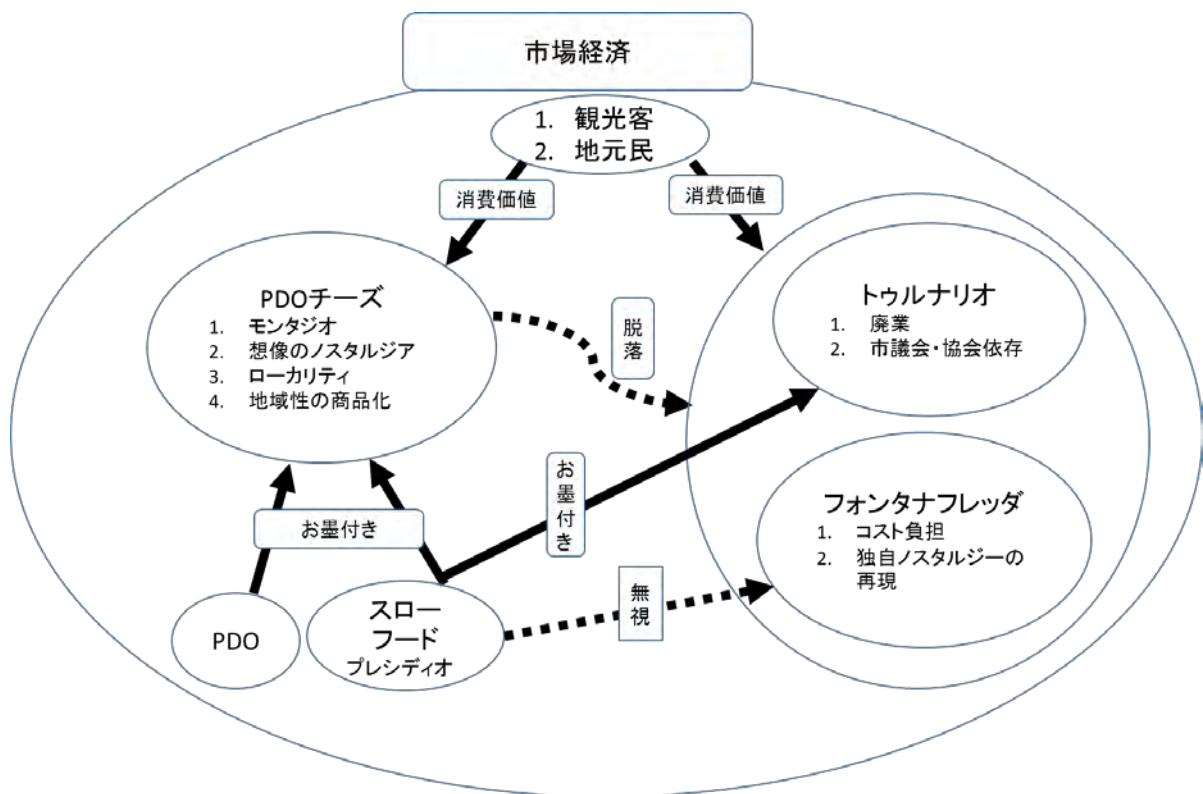 市場経済
1. 観光客
2. 地元民
消費価値
消費価値
PDOチーズ
1. モンタジオ
2. 想像のノスタルジア
3. ローカリティ
4. 地域性の商品化
脱落
トゥルナリオ
1. 廃業
2. 市議会・協会依存
お墨付き
お墨付き
フォンタナフレッダ
1. コスト負担
2. 独自ノスタルジーの
再現
無視
PDO
スロー
フード
プレシディオ